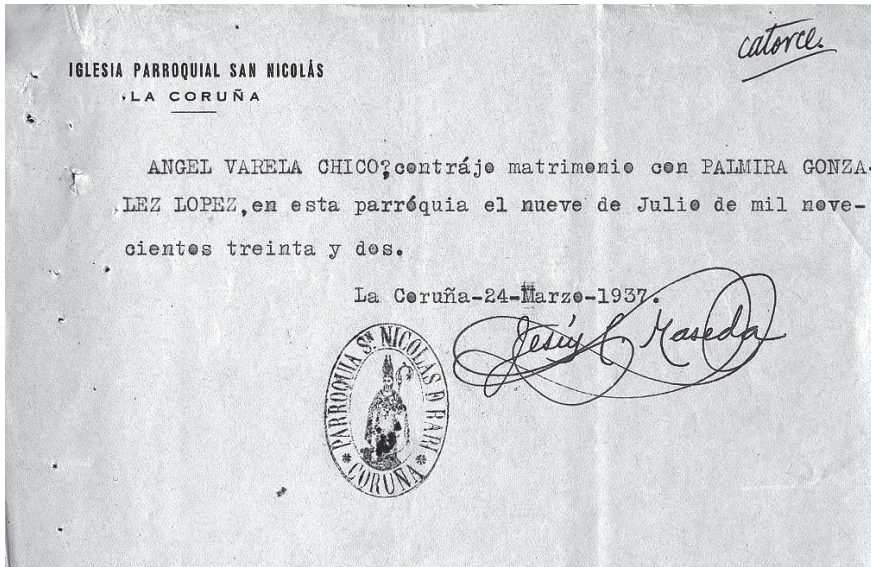 catorce.
IGLESIA PARROQUIAL SAN NICOLÁS
LA CORUÑA
ANGEL VARELA CHICO?contrájo matrimonio con PALMIRA GONZA-
LEZ LOPEZ,en esta parróquia el nueve de Julio de mil nove-
cientos treinta y dos.
La Coruña-24-Marzo-1937.
Jesús Maseda
PARROQUIA Sn. NICOLAS D BARI
* CORUÑA *